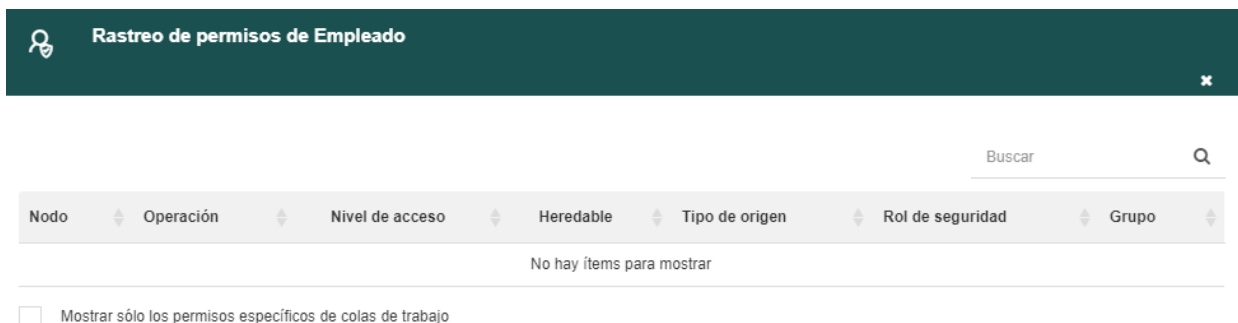 Rastreo de permisos de Empleado
Buscar
Nodo Operación Nivel de acceso Heredable Tipo de origen Rol de seguridad Grupo
No hay ítems para mostrar
Mostrar sólo los permisos específicos de colas de trabajo